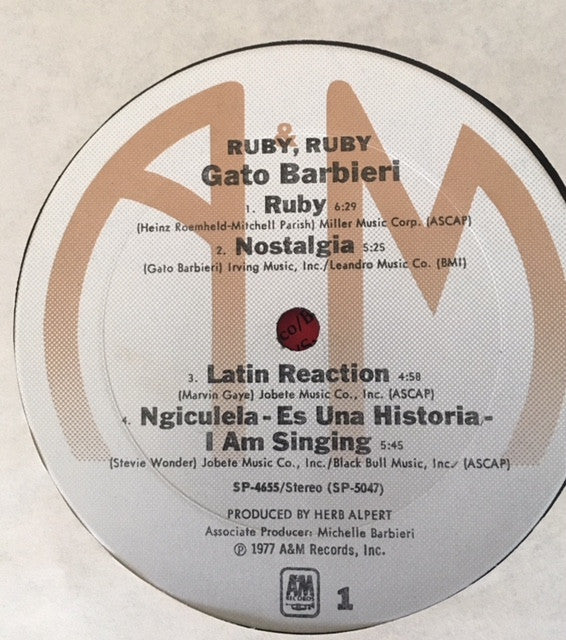 &
RUBY, RUBY
Gato Barbieri
1. Ruby 6:29
(Heinz Roemheld-Mitchell Parish) Miller Music Corp. (ASCAP)
2. Nostalgia 5:25
(Gato Barbieri) Irving Music, Inc./Leandro Music Co. (BMI)
co/B
3. Latin Reaction 4:58
(Marvin Gaye) Jobete Music Co., Inc. (ASCAP)
4. Ngiculela - Es Una Historia -
I Am Singing 5:45
(Stevie Wonder) Jobete Music Co., Inc./Black Bull Music, Inc. (ASCAP)
SP-4655/Stereo (SP-5047)
PRODUCED BY HERB ALPERT
Associate Producer: Michelle Barbieri
℗ 1977 A&M Records, Inc.
A&M
RECORDS
1